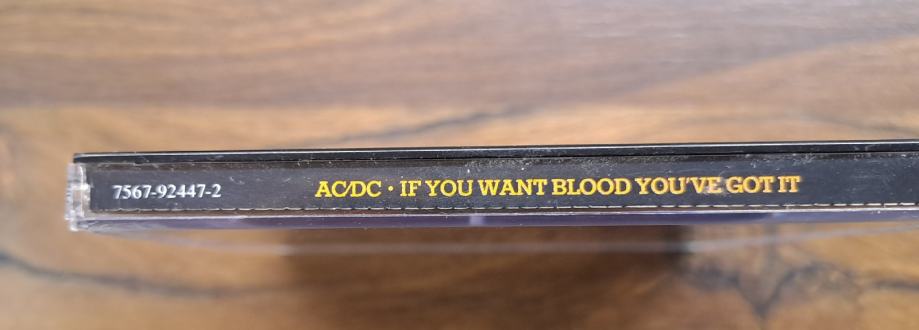 7567-92447-2 AC/DC • IF YOU WANT BLOOD YOU'VE GOT IT